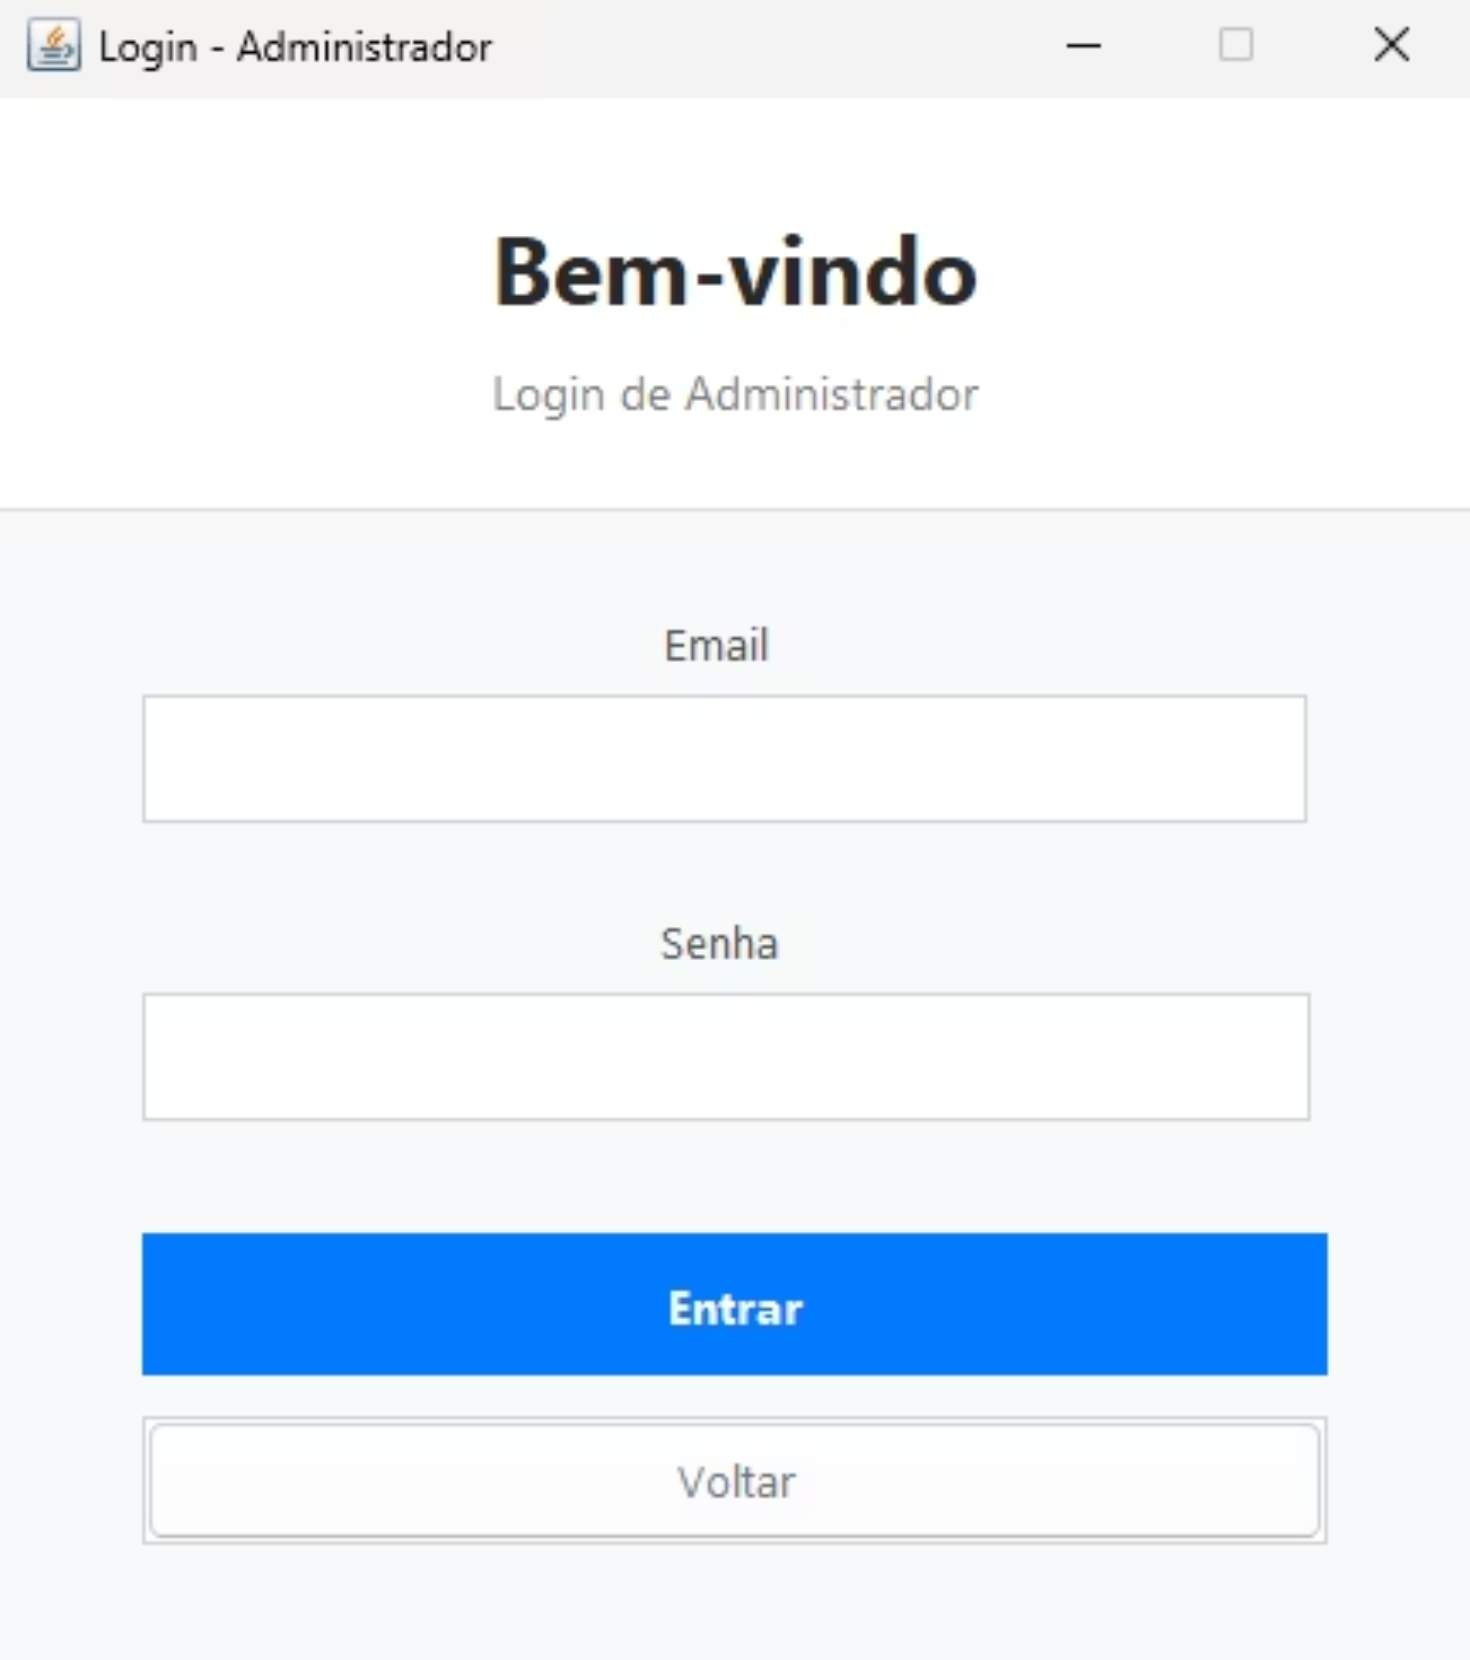 Login - Administrador
Bem-vindo
Login de Administrador
Email
Senha
Entrar
Voltar